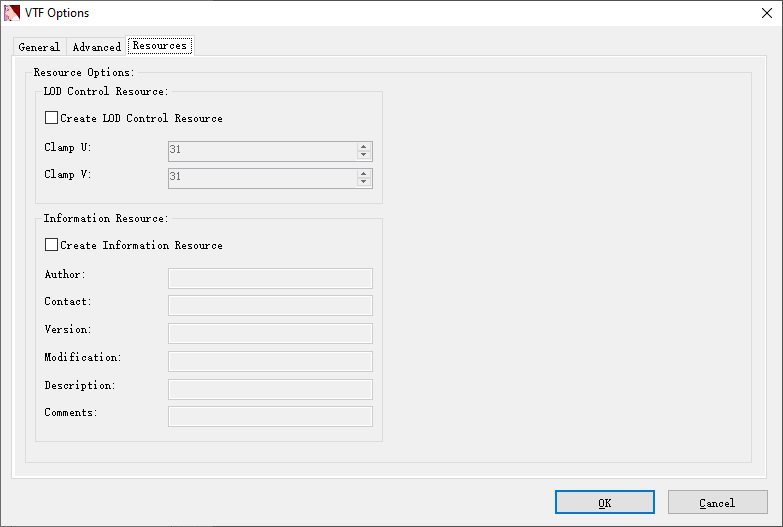 VTF Options
General Advanced Resources
Resource Options:
LOD Control Resource:
Create LOD Control Resource
Clamp U: 31
Clamp V: 31
Information Resource:
Create Information Resource
Author:
Contact:
Version:
Modification:
Description:
Comments:
OK Cancel